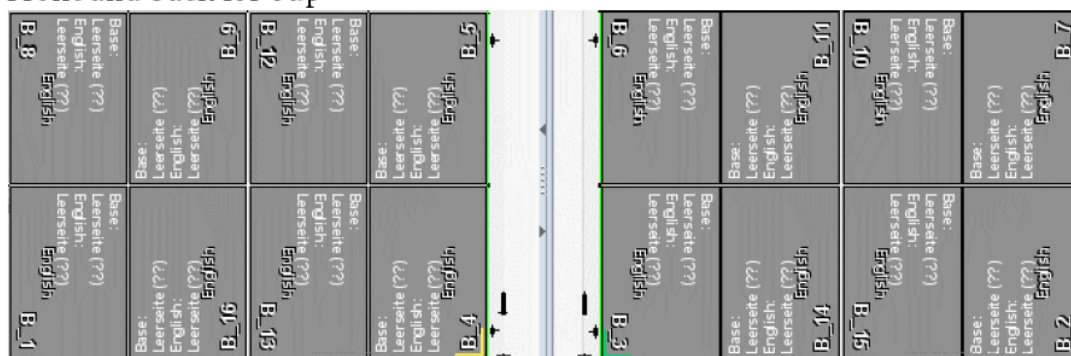 B_8
Base:
Leerseite (??)
English:
Leerseite (??)
English
B_9
Base:
Leerseite (??)
English:
Leerseite (??)
English
B_12
Base:
Leerseite (??)
English:
Leerseite (??)
English
B_5
Base:
Leerseite (??)
English:
Leerseite (??)
English
B_6
Base:
Leerseite (??)
English:
Leerseite (??)
English
B_11
Base:
Leerseite (??)
English:
Leerseite (??)
English
B_10
Base:
Leerseite (??)
English:
Leerseite (??)
English
B_7
Base:
Leerseite (??)
English:
Leerseite (??)
English
B_1
Base:
Leerseite (??)
English:
Leerseite (??)
English
B_16
Base:
Leerseite (??)
English:
Leerseite (??)
English
B_13
Base:
Leerseite (??)
English:
Leerseite (??)
English
B_4
Base:
Leerseite (??)
English:
Leerseite (??)
English
B_3
Base:
Leerseite (??)
English:
Leerseite (??)
English
B_14
Base:
Leerseite (??)
English:
Leerseite (??)
English
B_15
Base:
Leerseite (??)
English:
Leerseite (??)
English
B_2
Base:
Leerseite (??)
English:
Leerseite (??)
English